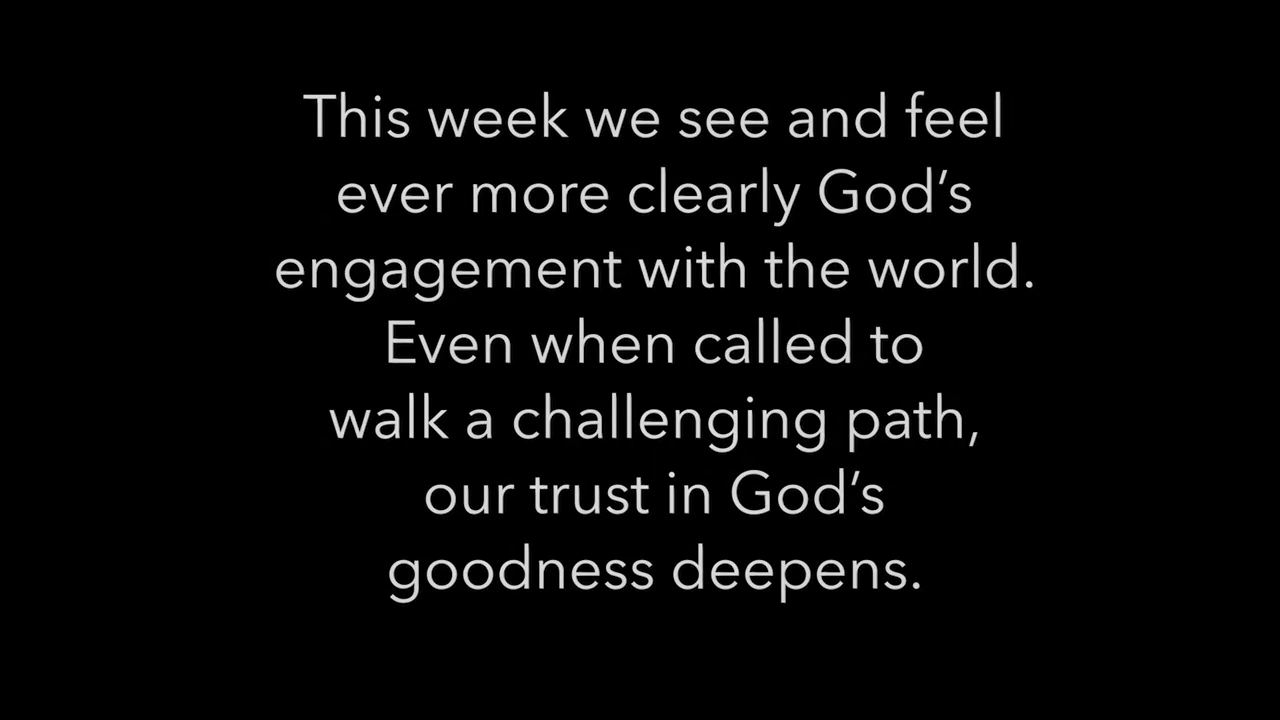 This week we see and feel
ever more clearly God’s
engagement with the world.
Even when called to
walk a challenging path,
our trust in God’s
goodness deepens.